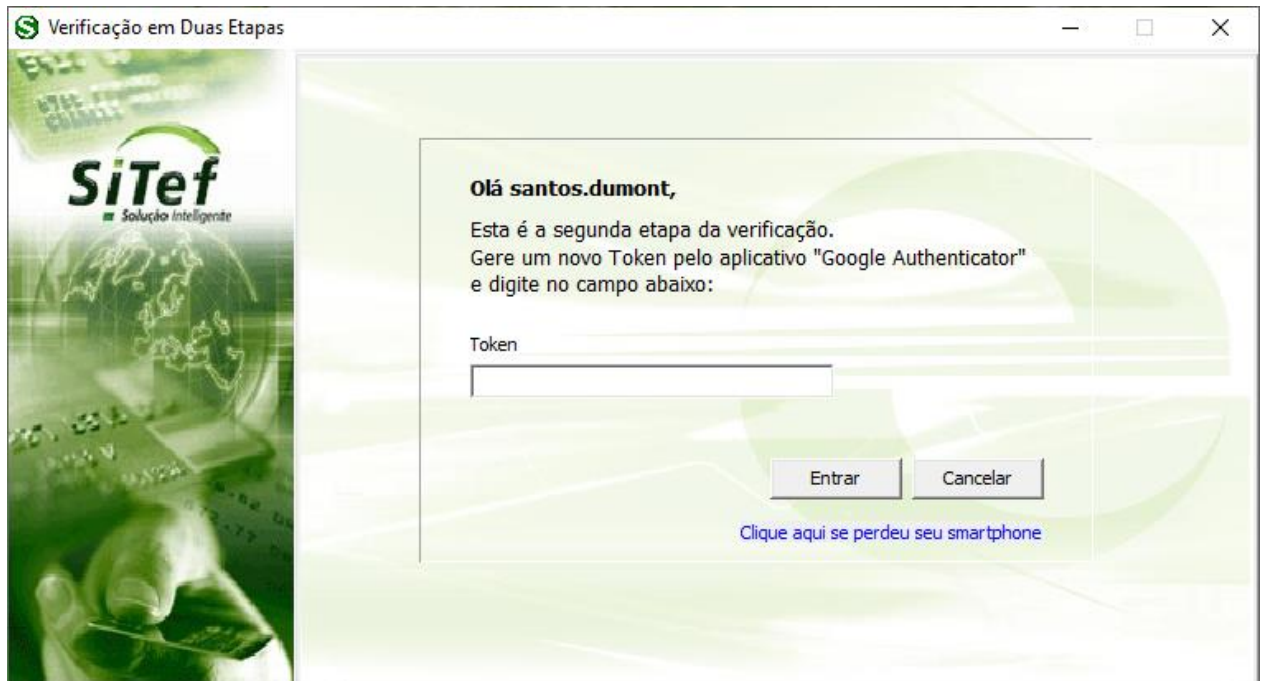 Verificação em Duas Etapas
SiTef
Solução Inteligente
Olá santos.dumont,
Esta é a segunda etapa da verificação.
Gere um novo Token pelo aplicativo "Google Authenticator"
e digite no campo abaixo:
Token
Entrar
Cancelar
Clique aqui se perdeu seu smartphone